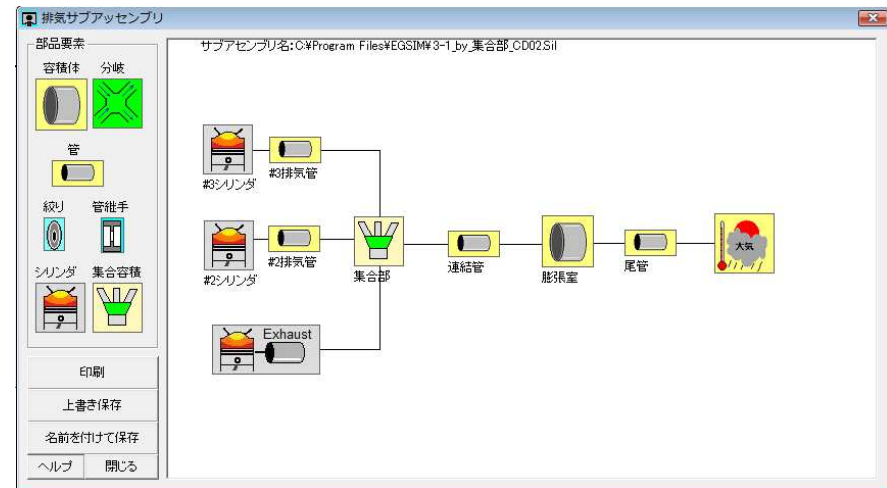 排気サブアッセンブリ
部品要素
容積体 分岐
管
絞り 管継手
シリンダ 集合容積
印刷
上書き保存
名前を付けて保存
ヘルプ 閉じる
サブアセンブリ名:C:¥Program Files¥EGSIM¥3-1_by_集合部_CD02.Sil
#3シリンダ
#3排気管
#2シリンダ
#2排気管
集合部
連結管
膨張室
尾管
大気
Exhaust